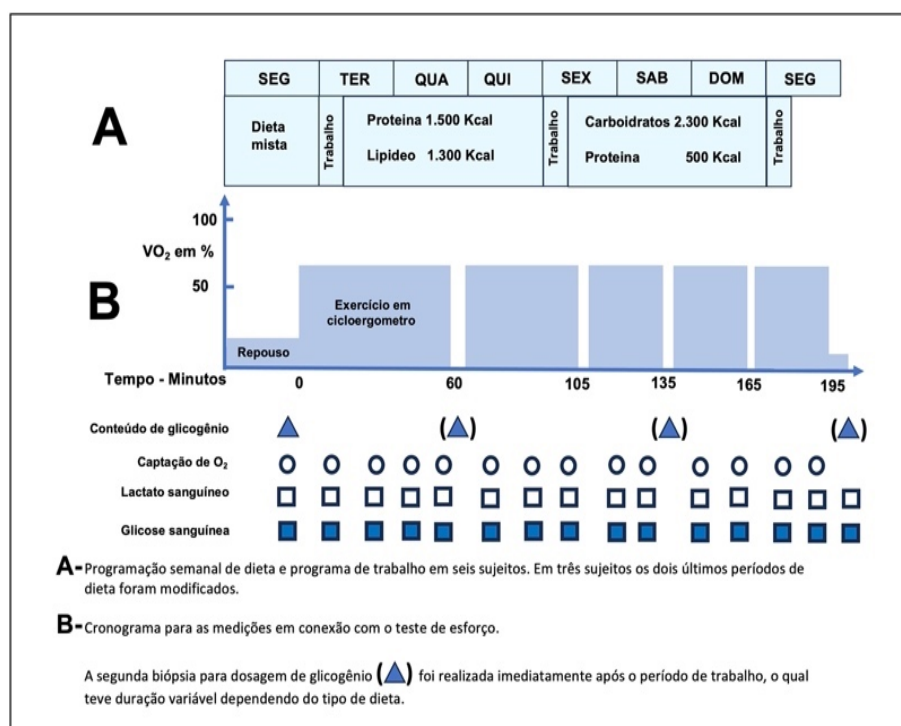 SEG TER QUA QUI SEX SAB DOM SEG
A
Dieta mista
Trabalho
Proteina 1.500 Kcal
Lipideo 1.300 Kcal
Trabalho
Carboidratos 2.300 Kcal
Proteina 500 Kcal
Trabalho
100
VO₂ em %
50
B
Exercício em
cicloergometro
Repouso
Tempo - Minutos 0 60 105 135 165 195
Conteúdo de glicogênio ( ) ( ) ( )
Captação de O₂
Lactato sanguíneo
Glicose sanguínea
A- Programação semanal de dieta e programa de trabalho em seis sujeitos. Em três sujeitos os dois últimos períodos de
dieta foram modificados.
B- Cronograma para as medições em conexão com o teste de esforço.
A segunda biópsia para dosagem de glicogênio ( ) foi realizada imediatamente após o período de trabalho, o qual
teve duração variável dependendo do tipo de dieta.